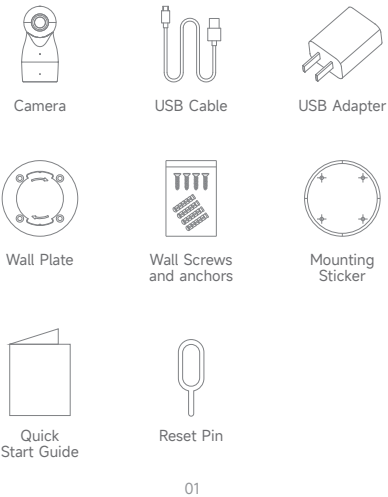 Camera
USB Cable
USB Adapter
Wall Plate
Wall Screws
and anchors
Mounting
Sticker
Quick
Start Guide
Reset Pin
01